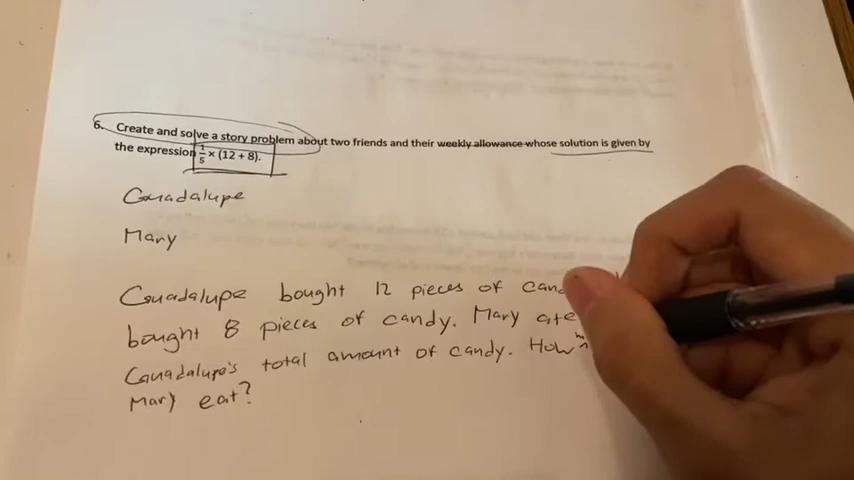 6. Create and solve a story problem about two friends and their weekly allowance whose solution is given by
the expression 1/5 × (12 + 8).
Guadalupe
Mary
Guadalupe bought 12 pieces of
bought 8 pieces of candy. Mary ate
Guadalupe's total amount of candy. How
Mary eat?